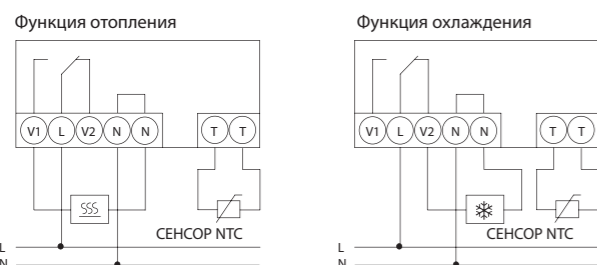 Функция отопления
V1 L V2 N N T T
СЕНСОР NTC
L
N
Функция охлаждения
V1 L V2 N N T T
СЕНСОР NTC
L
N